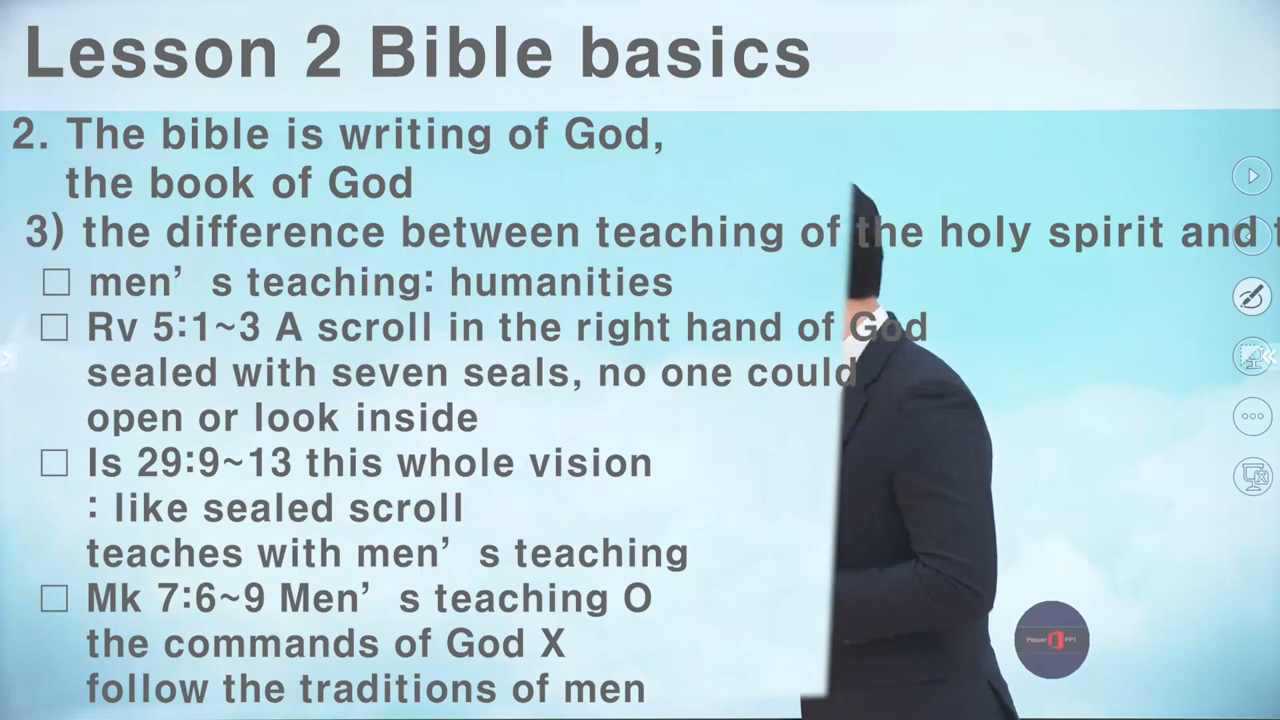 Lesson 2 Bible basics
2. The bible is writing of God,
the book of God
3) the difference between teaching of the holy spirit and
□ men’s teaching: humanities
□ Rv 5:1~3 A scroll in the right hand of God
sealed with seven seals, no one could
open or look inside
□ Is 29:9~13 this whole vision
: like sealed scroll
teaches with men’s teaching
□ Mk 7:6~9 Men’s teaching O
the commands of God X
follow the traditions of men
Power PPT